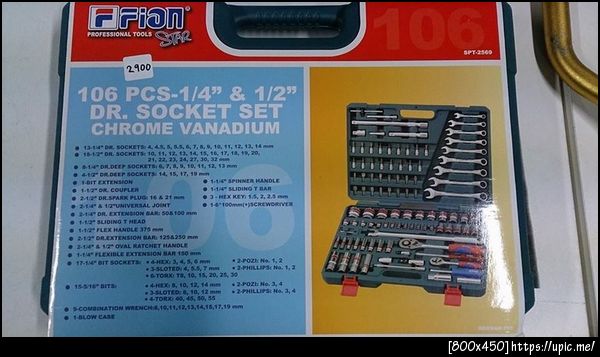 FFIOn
PROFESSIONAL TOOLS
STAR
106
SPT-2569
2900
106 PCS-1/4" & 1/2"
DR. SOCKET SET
CHROME VANADIUM
13-1/4" DR. SOCKETS: 4, 4.5, 5, 5.5, 6, 7, 8, 9, 10, 11, 12, 13, 14 mm
18-1/2" DR. SOCKETS: 10, 11, 12, 13, 14, 15, 16, 17, 18, 19, 20,
21, 22, 23, 24, 27, 30, 32 mm
8-1/4" DR.DEEP SOCKETS: 6, 7, 8, 9, 10, 11, 12, 13 mm
4-1/2" DR.DEEP SOCKETS: 14, 15, 17, 19 mm
1-BIT EXTENSION
1-1/4" SPINNER HANDLE
1-1/2" DR. COUPLER
1-1/4" SLIDING T BAR
2-1/2" DR.SPARK PLUG: 16 & 21 mm
3 - HEX KEY: 1.5, 2, 2.5 mm
2-1/4" & 1/2"UNIVERSAL JOINT
1-6"100mm(+)SCREWDRIVER
2-1/4" DR. EXTENSION BAR: 50&100 mm
1-1/2" SLIDING T HEAD
1-1/2" FLEX HANDLE 375 mm
2-1/2" DR.EXTENSION BAR: 125&250 mm
2-1/4" & 1/2" OVAL RATCHET HANDLE
1-1/4" FLEXIBLE EXTENSION BAR 150 mm
17-1/4" BIT SOCKETS: 4-HEX: 3, 4, 5, 6 mm 2-POZI: No. 1, 2
3-SLOTED: 4, 5.5, 7 mm 2-PHILLIPS: No. 1, 2
6-TORX: T8, 10, 15, 20, 25, 30
15-5/16" BITS: 4-HEX: 8, 10, 12, 14 mm 2-POZI: No. 3, 4
3-SLOTED: 8, 10, 12 mm 2-PHILLIPS: No. 3, 4
4-TORX: 40, 45, 50, 55
9-COMBINATION WRENCH:8,10,11,12,13,14,15,17,19 mm
1-BLOW CASE
[800x450]https://upic.me/